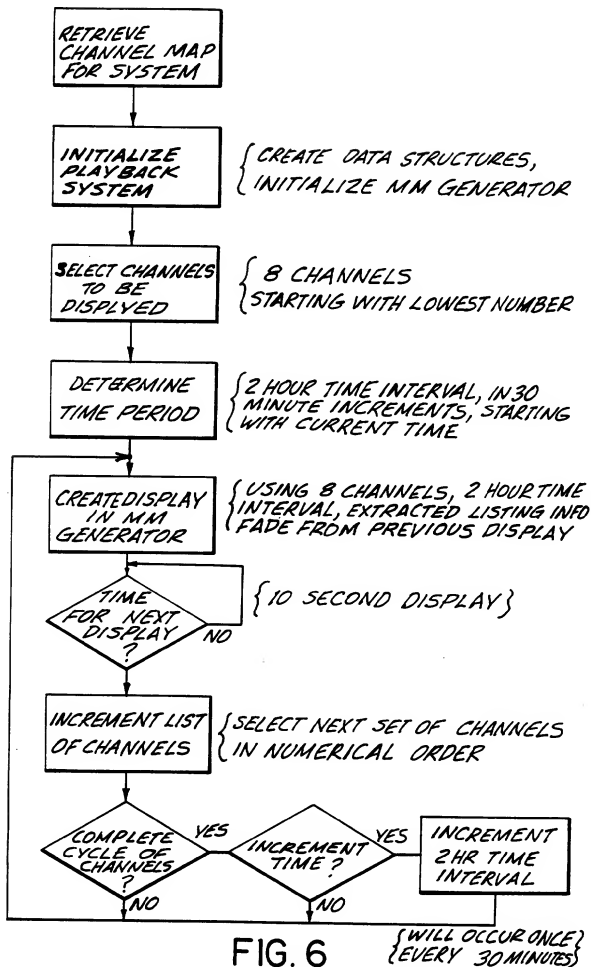 RETRIEVE
CHANNEL MAP
FOR SYSTEM
INITIALIZE
PLAYBACK
SYSTEM
{CREATE DATA STRUCTURES,
INITIALIZE MM GENERATOR
SELECT CHANNELS
TO BE
DISPLYED
{8 CHANNELS
STARTING WITH LOWEST NUMBER
DETERMINE
TIME PERIOD
{2 HOUR TIME INTERVAL, IN 30
MINUTE INCREMENTS, STARTING
WITH CURRENT TIME
CREATE DISPLAY
IN MM
GENERATOR
{USING 8 CHANNELS, 2 HOUR TIME
INTERVAL, EXTRACTED LISTING INFO
FADE FROM PREVIOUS DISPLAY
TIME
FOR NEXT
DISPLAY
?
NO
{10 SECOND DISPLAY}
INCREMENT LIST
OF CHANNELS
{SELECT NEXT SET OF CHANNELS
IN NUMERICAL ORDER
COMPLETE
CYCLE OF
CHANNELS
?
YES
NO
INCREMENT
TIME?
YES
NO
INCREMENT
2HR TIME
INTERVAL
{WILL OCCUR ONCE}
{EVERY 30 MINUTES}
FIG. 6